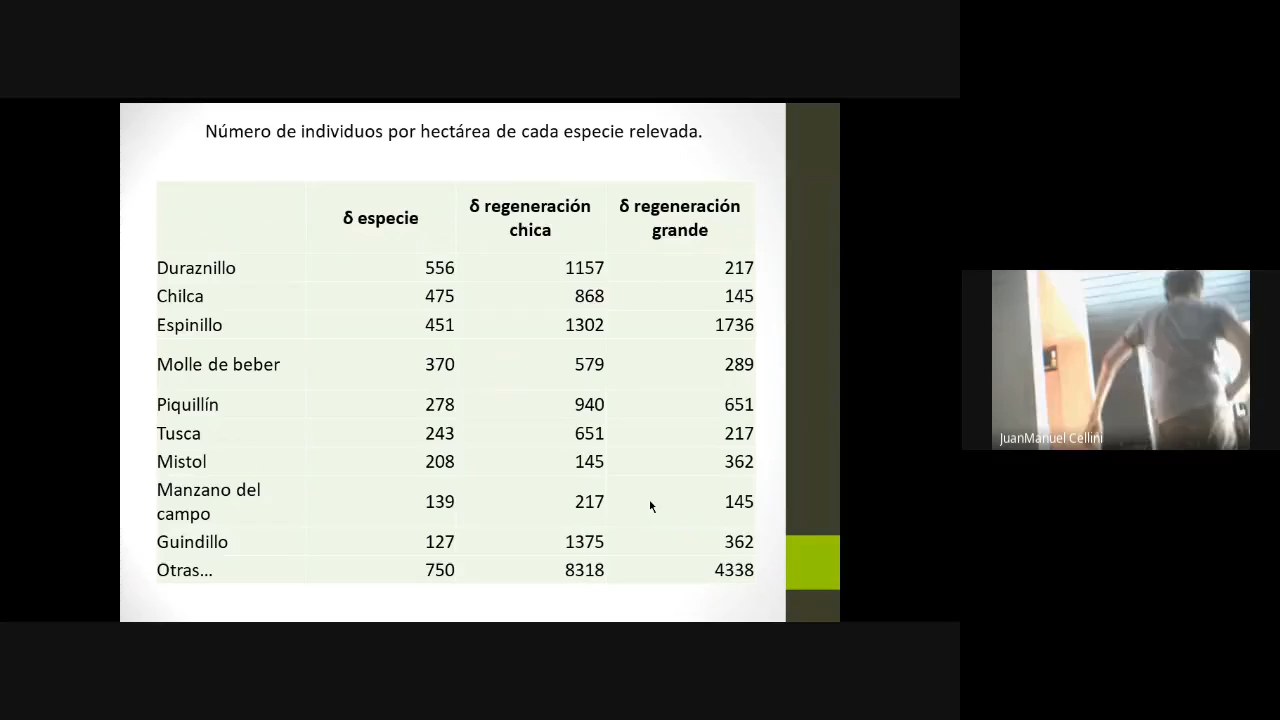 Número de individuos por hectárea de cada especie relevada.
δ especie δ regeneración chica δ regeneración grande
Duraznillo 556 1157 217
Chilca 475 868 145
Espinillo 451 1302 1736
Molle de beber 370 579 289
Piquillín 278 940 651
Tusca 243 651 217
Mistol 208 145 362
Manzano del campo 139 217 145
Guindillo 127 1375 362
Otras... 750 8318 4338
JuanManuel Cellini